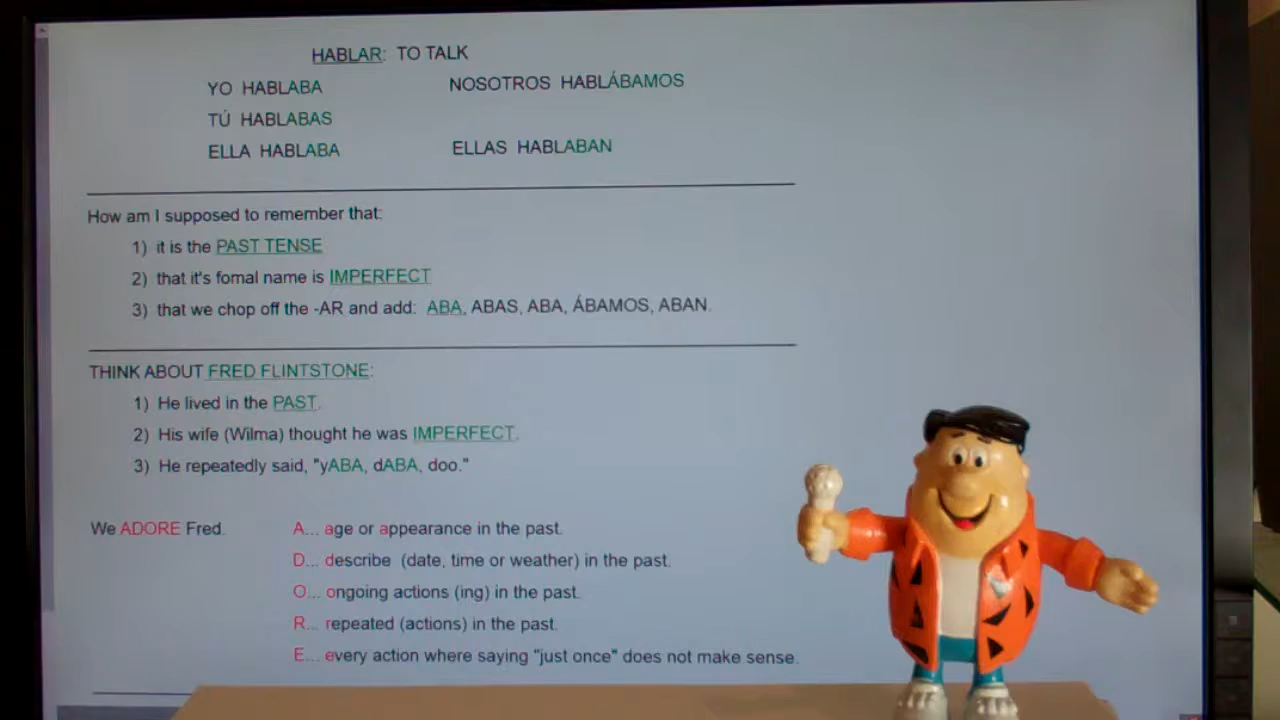 HABLAR: TO TALK
YO HABLABA NOSOTROS HABLÁBAMOS
TÚ HABLABAS
ELLA HABLABA ELLAS HABLABAN
How am I supposed to remember that:
1) it is the PAST TENSE
2) that it's fomal name is IMPERFECT
3) that we chop off the -AR and add: ABA, ABAS, ABA, ÁBAMOS, ABAN.
THINK ABOUT FRED FLINTSTONE:
1) He lived in the PAST.
2) His wife (Wilma) thought he was IMPERFECT.
3) He repeatedly said, "yABA, dABA, doo."
We ADORE Fred. A... age or appearance in the past.
D... describe (date, time or weather) in the past.
O... ongoing actions (ing) in the past.
R... repeated (actions) in the past.
E... every action where saying "just once" does not make sense.